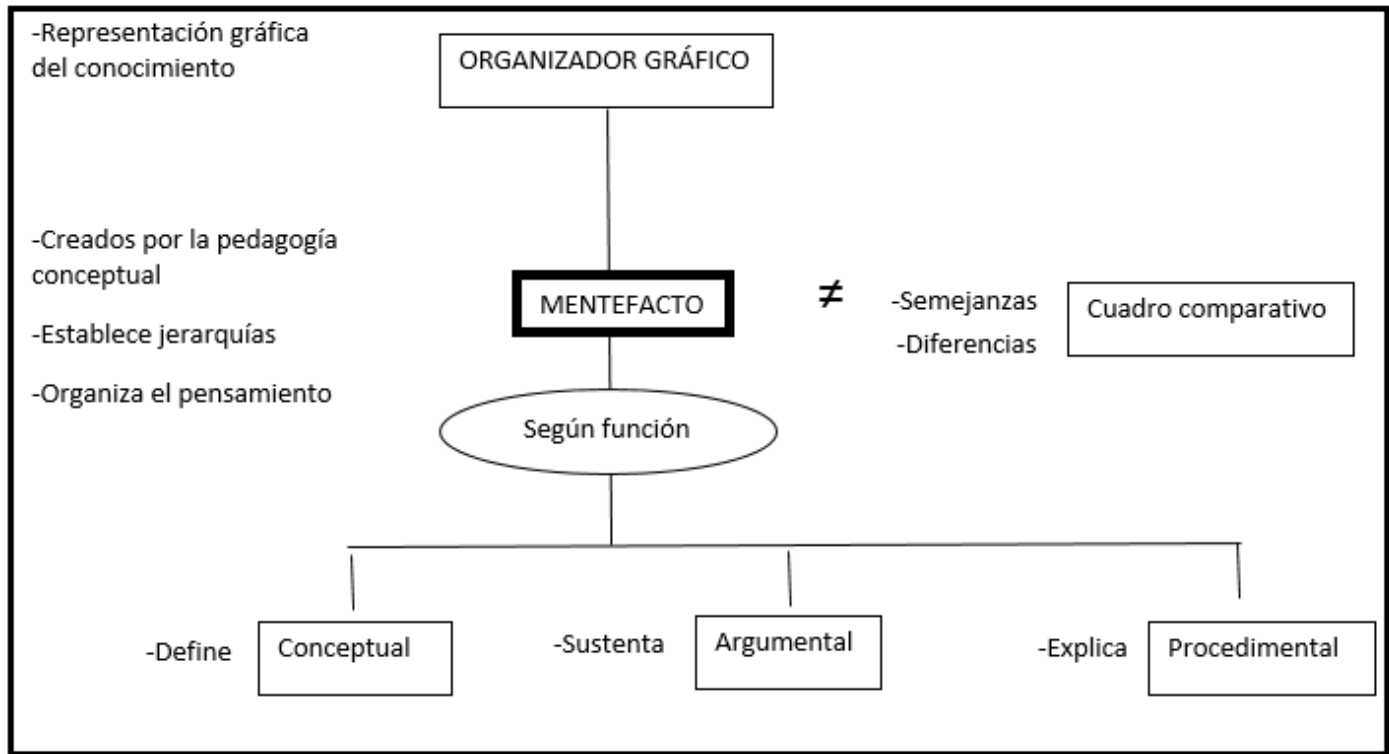 -Representación gráfica
del conocimiento
ORGANIZADOR GRÁFICO
-Creados por la pedagogía
conceptual
-Establece jerarquías
-Organiza el pensamiento
MENTEFACTO
≠
-Semejanzas
-Diferencias
Cuadro comparativo
Según función
-Define
Conceptual
-Sustenta
Argumental
-Explica
Procedimental